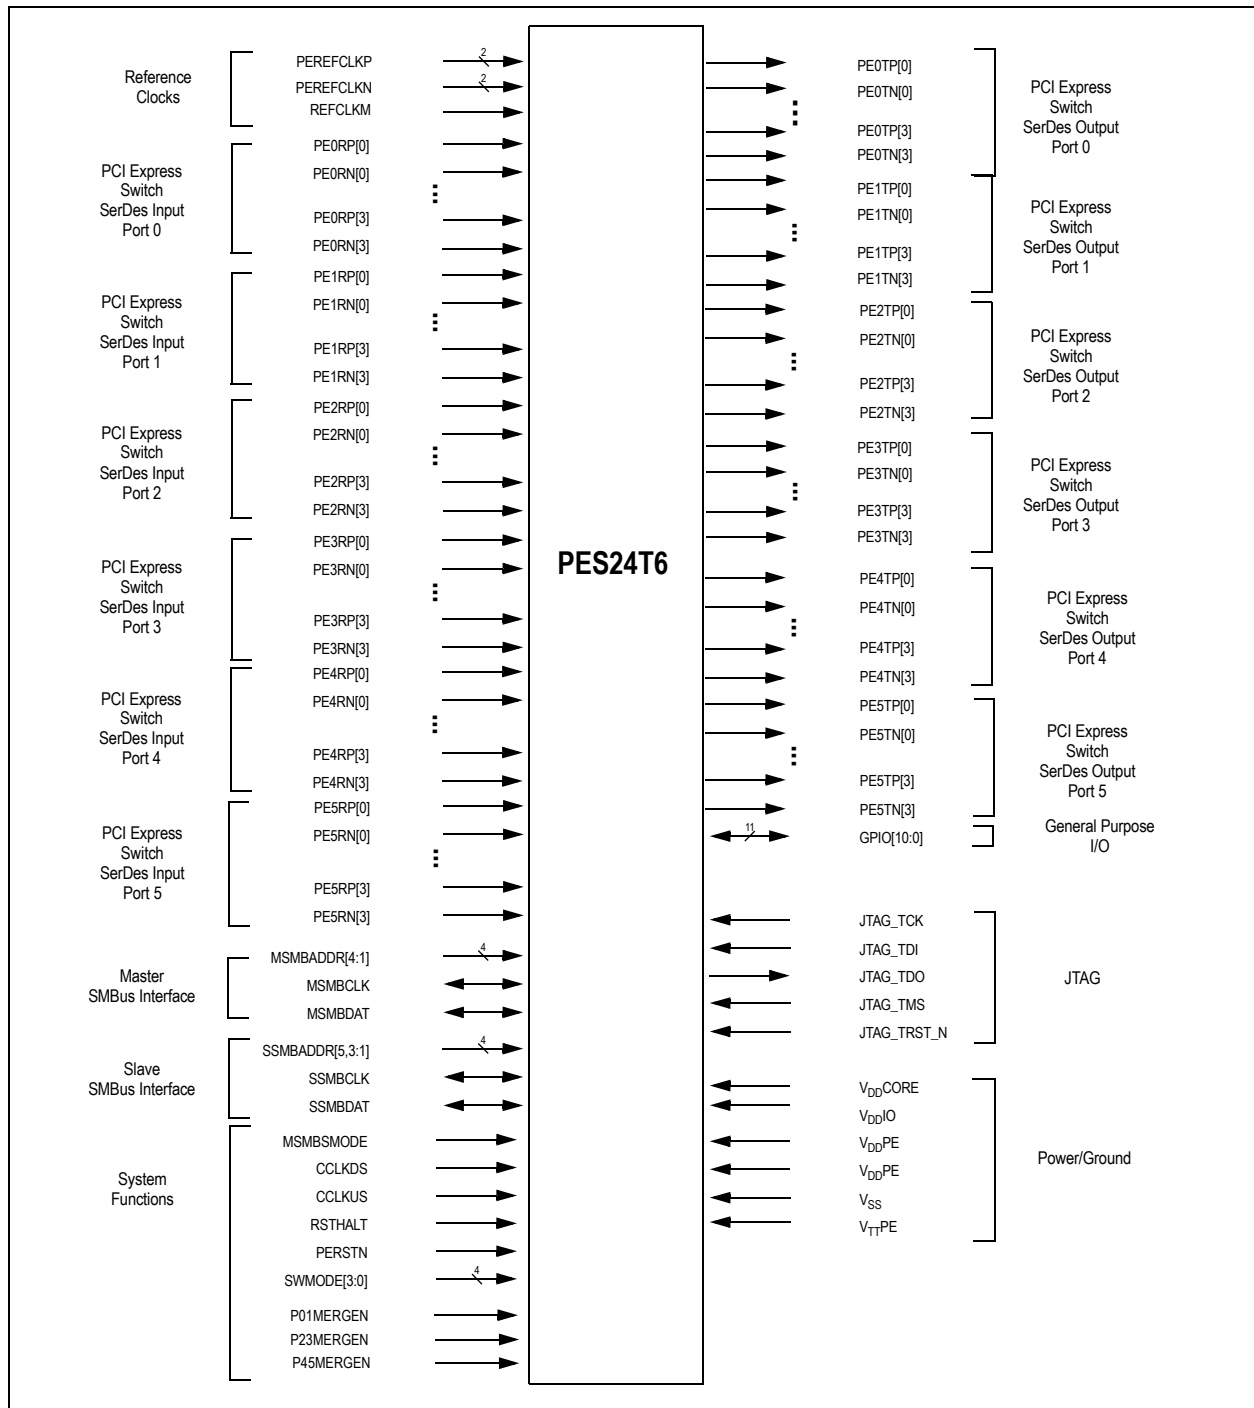 Reference
Clocks
PEREFCLKP
2
PEREFCLKN
2
REFCLKM
PCI Express
Switch
SerDes Input
Port 0
PE0RP[0]
PE0RN[0]
PE0RP[3]
PE0RN[3]
PCI Express
Switch
SerDes Input
Port 1
PE1RP[0]
PE1RN[0]
PE1RP[3]
PE1RN[3]
PCI Express
Switch
SerDes Input
Port 2
PE2RP[0]
PE2RN[0]
PE2RP[3]
PE2RN[3]
PCI Express
Switch
SerDes Input
Port 3
PE3RP[0]
PE3RN[0]
PE3RP[3]
PE3RN[3]
PCI Express
Switch
SerDes Input
Port 4
PE4RP[0]
PE4RN[0]
PE4RP[3]
PE4RN[3]
PCI Express
Switch
SerDes Input
Port 5
PE5RP[0]
PE5RN[0]
PE5RP[3]
PE5RN[3]
Master
SMBus Interface
MSMBADDR[4:1]
4
MSMBCLK
MSMBDAT
Slave
SMBus Interface
SSMBADDR[5,3:1]
4
SSMBCLK
SSMBDAT
System
Functions
MSMBSMODE
CCLKDS
CCLKUS
RSTHALT
PERSTN
SWMODE[3:0]
4
P01MERGEN
P23MERGEN
P45MERGEN
PES24T6
PE0TP[0]
PE0TN[0]
PE0TP[3]
PE0TN[3]
PCI Express
Switch
SerDes Output
Port 0
PE1TP[0]
PE1TN[0]
PE1TP[3]
PE1TN[3]
PCI Express
Switch
SerDes Output
Port 1
PE2TP[0]
PE2TN[0]
PE2TP[3]
PE2TN[3]
PCI Express
Switch
SerDes Output
Port 2
PE3TP[0]
PE3TN[0]
PE3TP[3]
PE3TN[3]
PCI Express
Switch
SerDes Output
Port 3
PE4TP[0]
PE4TN[0]
PE4TP[3]
PE4TN[3]
PCI Express
Switch
SerDes Output
Port 4
PE5TP[0]
PE5TN[0]
PE5TP[3]
PE5TN[3]
PCI Express
Switch
SerDes Output
Port 5
11
GPIO[10:0]
General Purpose
I/O
JTAG_TCK
JTAG_TDI
JTAG_TDO
JTAG_TMS
JTAG_TRST_N
JTAG
VDDCORE
VDDIO
VDDPE
VDDPE
VSS
VTTPE
Power/Ground